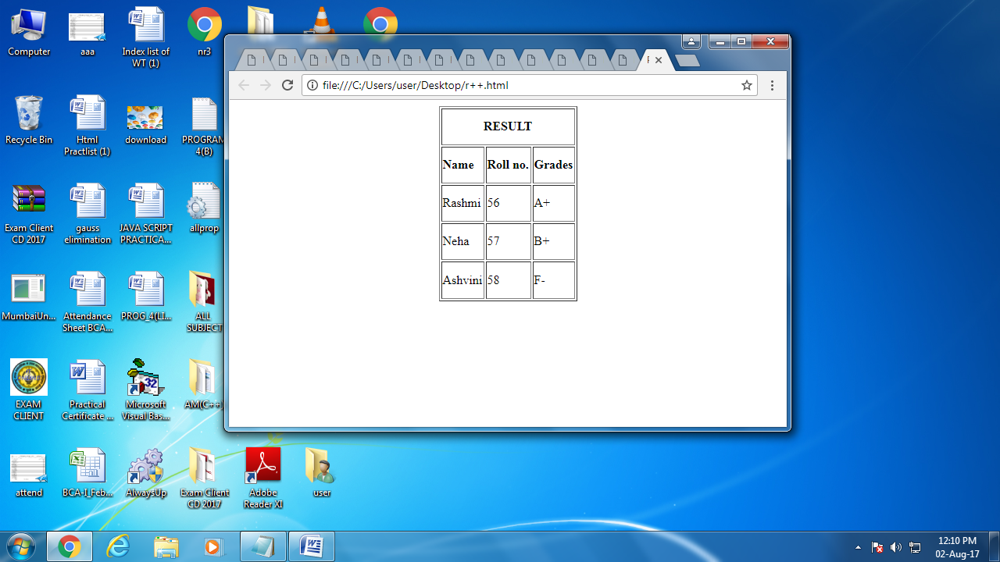 Computer
aaa
Index list of
WT (1)
nr3
file:///C:/Users/user/Desktop/r++.html
RESULT
Name Roll no. Grades
Rashmi 56 A+
Neha 57 B+
Ashvini 58 F-
Recycle Bin
Html
Practlist (1)
download
PROGRAM
4(B)
Exam Client
CD 2017
gauss
elimination
JAVA SCRIPT
PRACTICA...
allprop
MumbaiUn...
Attendance
Sheet BCA...
PROG_4(LI...
ALL
SUBJECT
EXAM
CLIENT
Practical
Certificate ...
Microsoft
Visual Bas...
32
AM(C++)
attend
BCA-I_Feb...
AlwaysUp
Exam Client
CD 2017
Adobe
Reader XI
user
12:10 PM
02-Aug-17